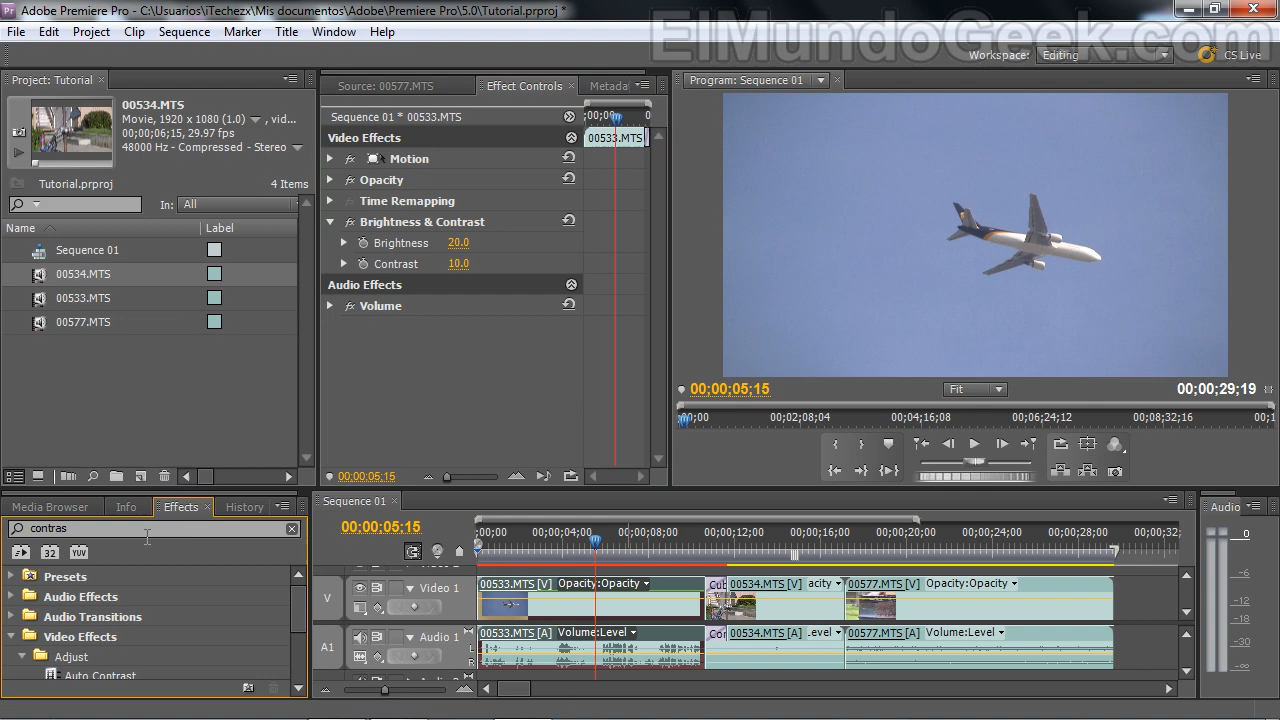 Adobe Premiere Pro - C:\Usuarios\iTechezx\Mis documentos\Adobe\Premiere Pro\5.0\Tutorial.prproj *
File Edit Project Clip Sequence Marker Title Window Help
ElMundoGeek.com
Workspace: Editing CS Live
Project: Tutorial
00534.MTS
Movie, 1920 x 1080 (1.0) , vid...
00;00;06;15, 29.97 fps
48000 Hz - Compressed - Stereo
Tutorial.prproj 4 Items
In: All
Name Label
Sequence 01
00534.MTS
00533.MTS
00577.MTS
Source: 00577.MTS Effect Controls Metada
Sequence 01 * 00533.MTS ;00;00 0
Video Effects 00533.MTS
fx Motion
fx Opacity
fx Time Remapping
fx Brightness & Contrast
Brightness 20.0
Contrast 10.0
Audio Effects
fx Volume
00;00;05;15
Program: Sequence 01
00;00;05;15 Fit 00;00;29;19
;00;00 00;02;08;04 00;04;16;08 00;06;24;12 00;08;32;16 00;1
Media Browser Info Effects History
contras
32 YUV
Presets
Audio Effects
Audio Transitions
Video Effects
Adjust
Auto Contrast
Sequence 01
00;00;05;15
;00;00 00;00;04;00 00;00;08;00 00;00;12;00 00;00;16;00 00;00;20;00 00;00;24;00 00;00;28;00 00;00;32;
V Video 1
00533.MTS [V] Opacity:Opacity Cub 00534.MTS [V] acity 00577.MTS [V] Opacity:Opacity
A1 Audio 1 L R
00533.MTS [A] Volume:Level Con 00534.MTS [A] .evel 00577.MTS [A] Volume:Level
Audio
0
-6
-12
-18
-30
-∞